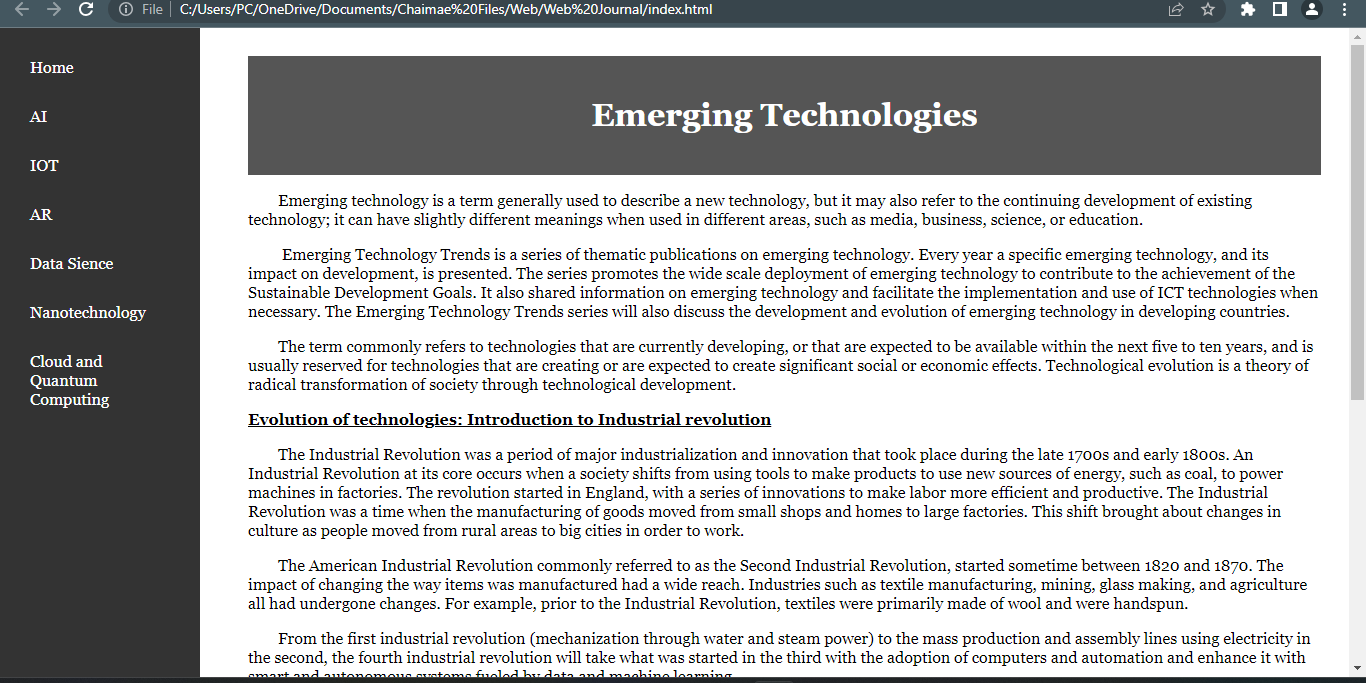 File C:/Users/PC/OneDrive/Documents/Chaimae%20Files/Web/Web%20Journal/index.html
Home
AI
IOT
AR
Data Sience
Nanotechnology
Cloud and
Quantum
Computing
Emerging Technologies
Emerging technology is a term generally used to describe a new technology, but it may also refer to the continuing development of existing
technology; it can have slightly different meanings when used in different areas, such as media, business, science, or education.
Emerging Technology Trends is a series of thematic publications on emerging technology. Every year a specific emerging technology, and its
impact on development, is presented. The series promotes the wide scale deployment of emerging technology to contribute to the achievement of the
Sustainable Development Goals. It also shared information on emerging technology and facilitate the implementation and use of ICT technologies when
necessary. The Emerging Technology Trends series will also discuss the development and evolution of emerging technology in developing countries.
The term commonly refers to technologies that are currently developing, or that are expected to be available within the next five to ten years, and is
usually reserved for technologies that are creating or are expected to create significant social or economic effects. Technological evolution is a theory of
radical transformation of society through technological development.
Evolution of technologies: Introduction to Industrial revolution
The Industrial Revolution was a period of major industrialization and innovation that took place during the late 1700s and early 1800s. An
Industrial Revolution at its core occurs when a society shifts from using tools to make products to use new sources of energy, such as coal, to power
machines in factories. The revolution started in England, with a series of innovations to make labor more efficient and productive. The Industrial
Revolution was a time when the manufacturing of goods moved from small shops and homes to large factories. This shift brought about changes in
culture as people moved from rural areas to big cities in order to work.
The American Industrial Revolution commonly referred to as the Second Industrial Revolution, started sometime between 1820 and 1870. The
impact of changing the way items was manufactured had a wide reach. Industries such as textile manufacturing, mining, glass making, and agriculture
all had undergone changes. For example, prior to the Industrial Revolution, textiles were primarily made of wool and were handspun.
From the first industrial revolution (mechanization through water and steam power) to the mass production and assembly lines using electricity in
the second, the fourth industrial revolution will take what was started in the third with the adoption of computers and automation and enhance it with
smart and autonomous systems fueled by data and machine learning.